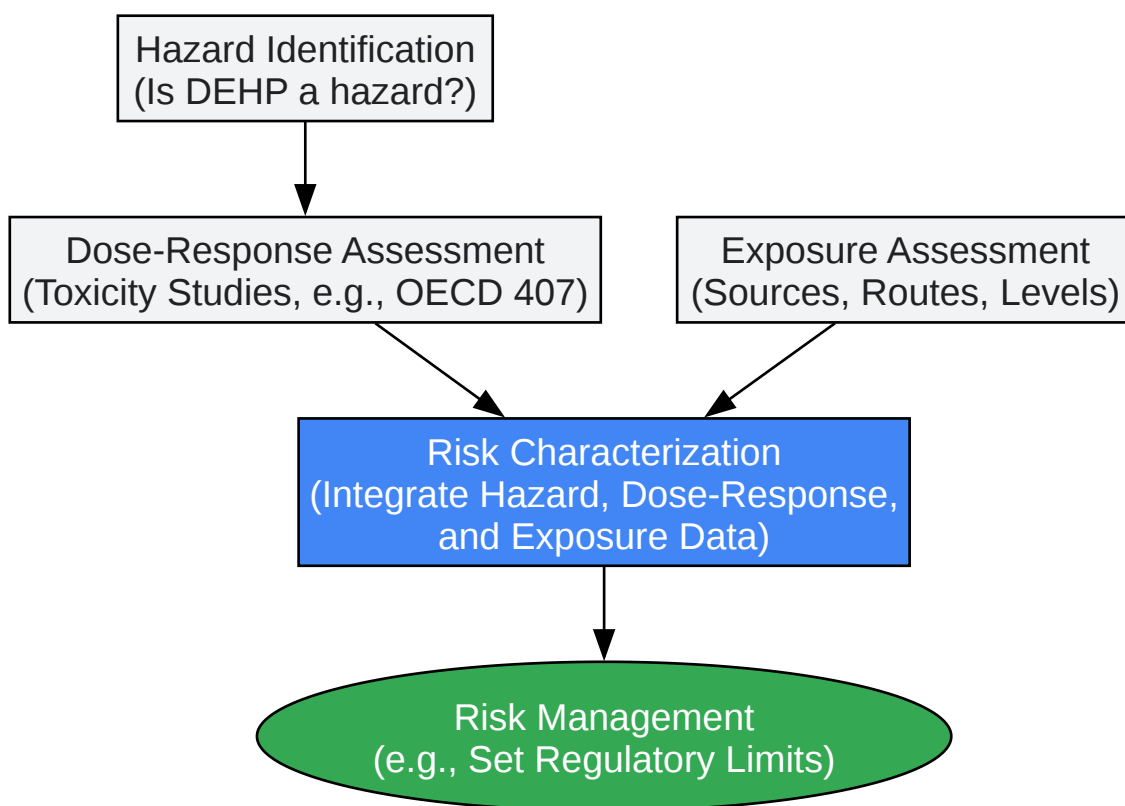 Hazard Identification
(Is DEHP a hazard?)
Dose-Response Assessment
(Toxicity Studies, e.g., OECD 407)
Exposure Assessment
(Sources, Routes, Levels)
Risk Characterization
(Integrate Hazard, Dose-Response,
and Exposure Data)
Risk Management
(e.g., Set Regulatory Limits)